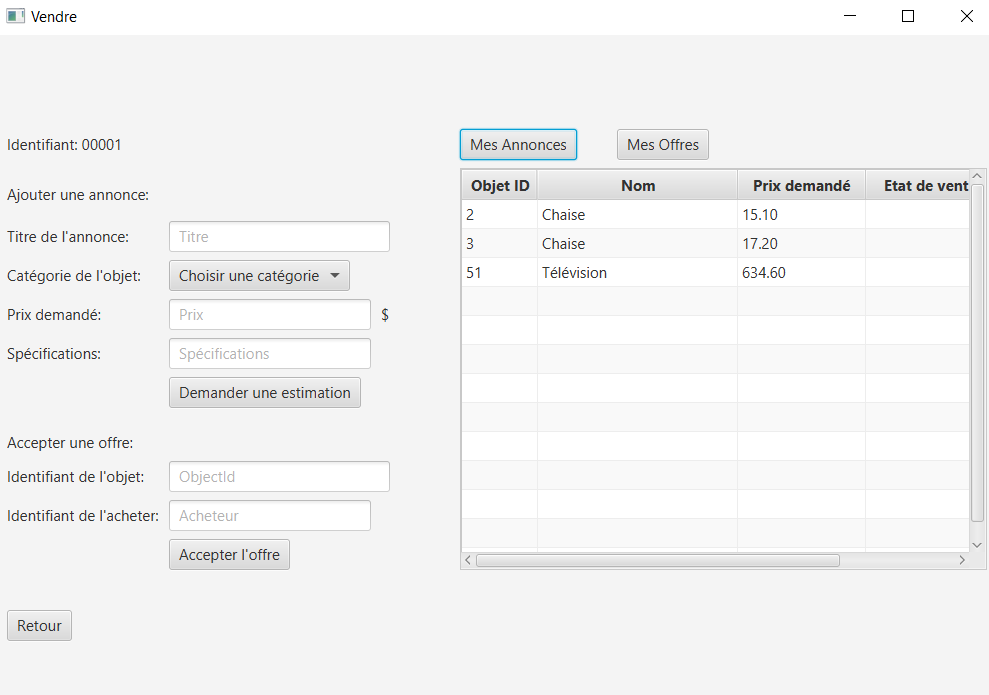 Vendre
Identifiant: 00001
Ajouter une annonce:
Titre de l'annonce: Titre
Catégorie de l'objet: Choisir une catégorie
Prix demandé: Prix $
Spécifications: Spécifications
Demander une estimation
Accepter une offre:
Identifiant de l'objet: ObjectId
Identifiant de l'acheter: Acheteur
Accepter l'offre
Retour
Mes Annonces Mes Offres
Objet ID Nom Prix demandé Etat de vent
2 Chaise 15.10
3 Chaise 17.20
51 Télévision 634.60